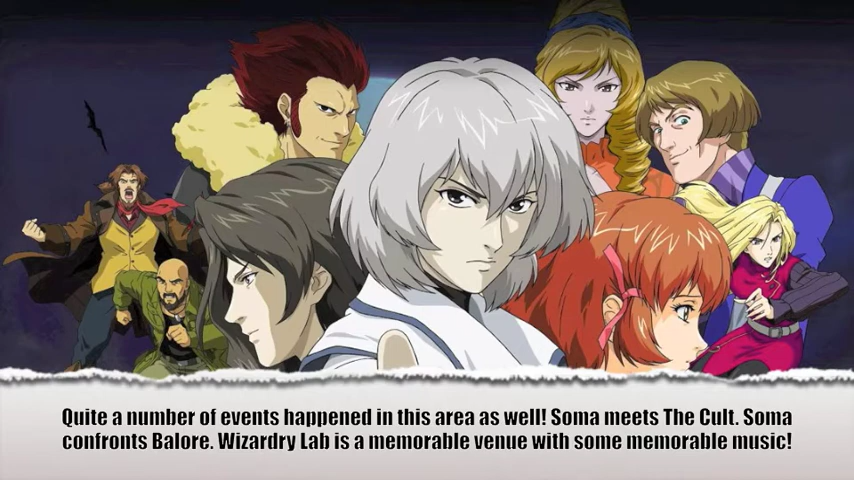 Quite a number of events happened in this area as well! Soma meets The Cult. Soma
confronts Balore. Wizardry Lab is a memorable venue with some memorable music!